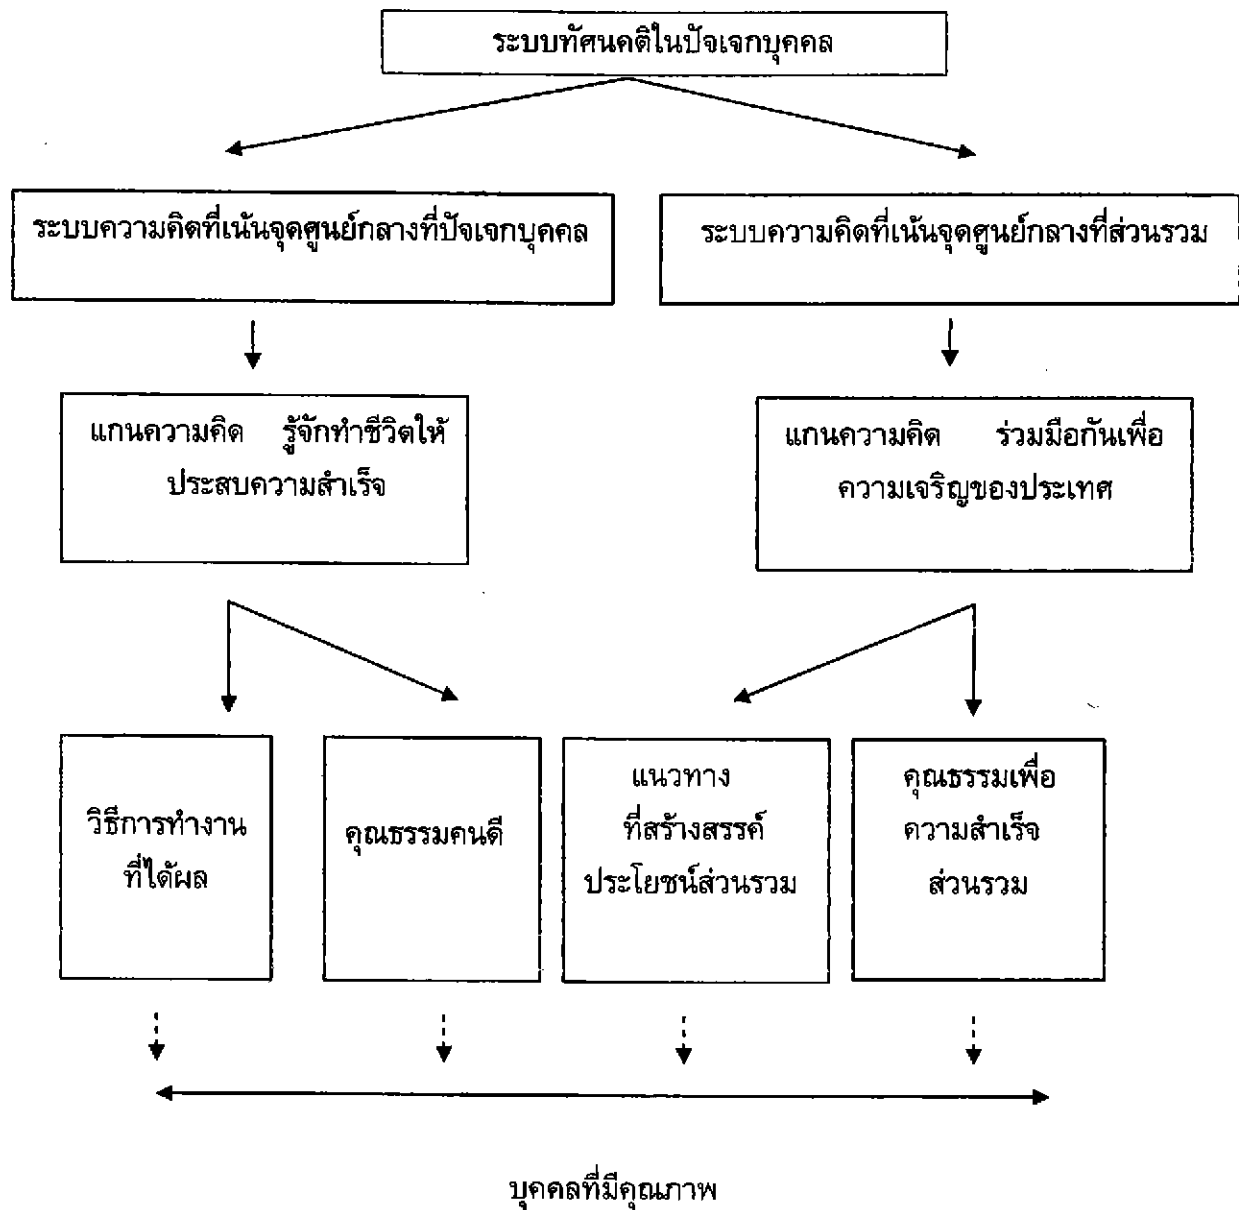 ระบบทัศนคติในปัจเจกบุคคล
ระบบความคิดที่เน้นจุดศูนย์กลางที่ปัจเจกบุคคล
ระบบความคิดที่เน้นจุดศูนย์กลางที่ส่วนรวม
แกนความคิด รู้จักทำชีวิตให้
ประสบความสำเร็จ
แกนความคิด ร่วมมือกันเพื่อ
ความเจริญของประเทศ
วิธีการทำงาน
ที่ได้ผล
คุณธรรมคนดี
แนวทาง
ที่สร้างสรรค์
ประโยชน์ส่วนรวม
คุณธรรมเพื่อ
ความสำเร็จ
ส่วนรวม
บุคคลที่มีคุณภาพ